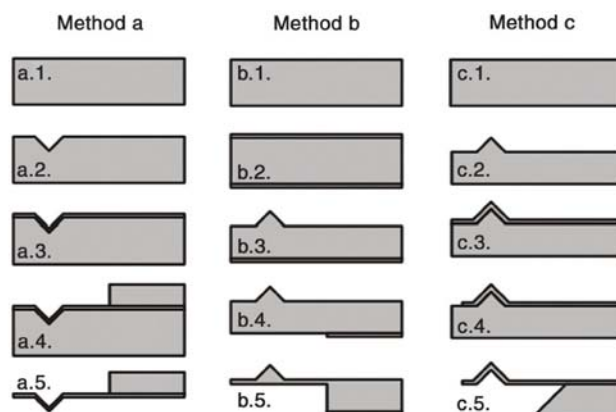 Method a Method b Method c
a.1. b.1. c.1.
a.2. b.2. c.2.
a.3. b.3. c.3.
a.4. b.4. c.4.
a.5. b.5. c.5.